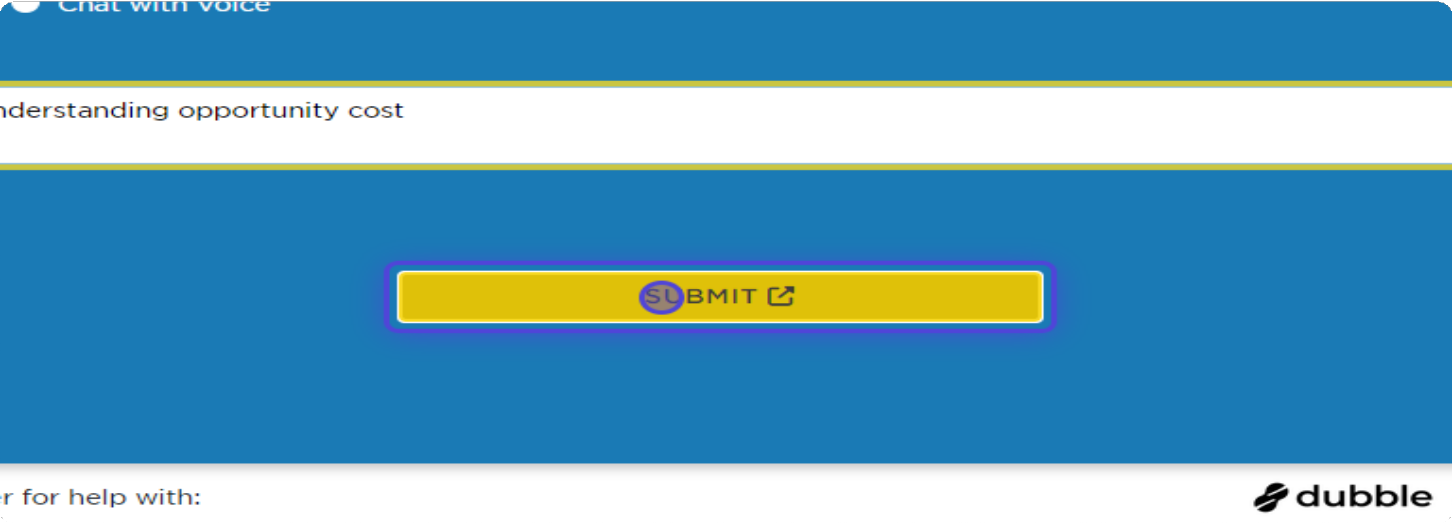 Chat with Voice
nderstanding opportunity cost
SUBMIT
er for help with:
dubble